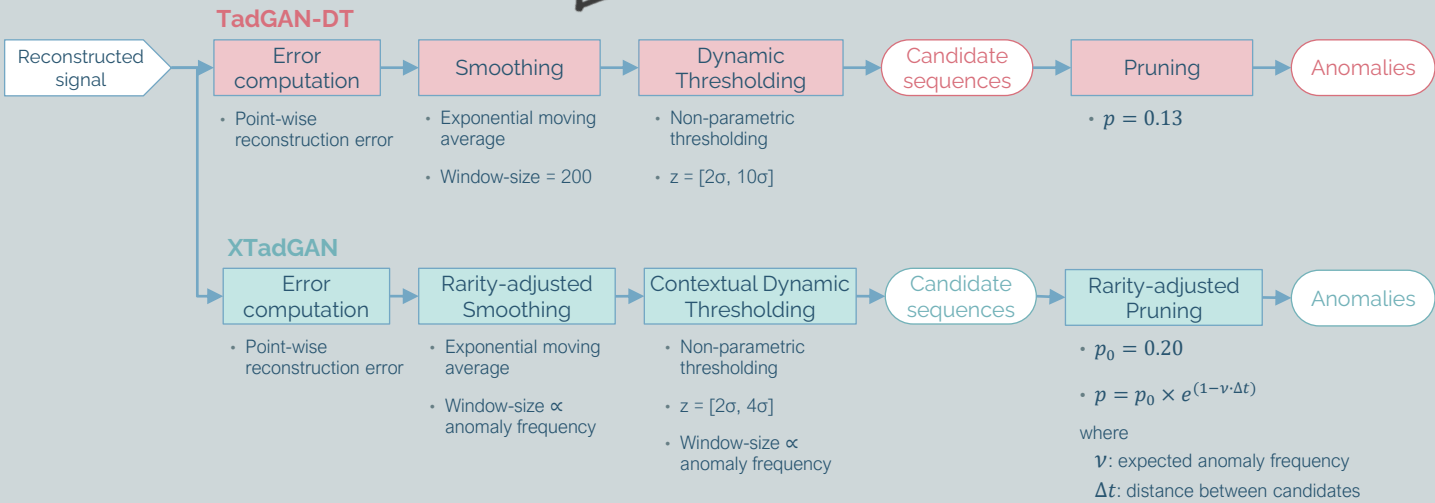 TadGAN-DT
Reconstructed
signal
Error
computation
Smoothing
Dynamic
Thresholding
Candidate
sequences
Pruning
Anomalies
• Point-wise
reconstruction error
• Exponential moving
average
• Window-size = 200
• Non-parametric
thresholding
• z = [2σ, 10σ]
• p = 0.13
XTadGAN
Error
computation
Rarity-adjusted
Smoothing
Contextual Dynamic
Thresholding
Candidate
sequences
Rarity-adjusted
Pruning
Anomalies
• Point-wise
reconstruction error
• Exponential moving
average
• Window-size ∝
anomaly frequency
• Non-parametric
thresholding
• z = [2σ, 4σ]
• Window-size ∝
anomaly frequency
• p₀ = 0.20
• p = p₀ × e^(1−ν·Δt)
where
ν: expected anomaly frequency
Δt: distance between candidates